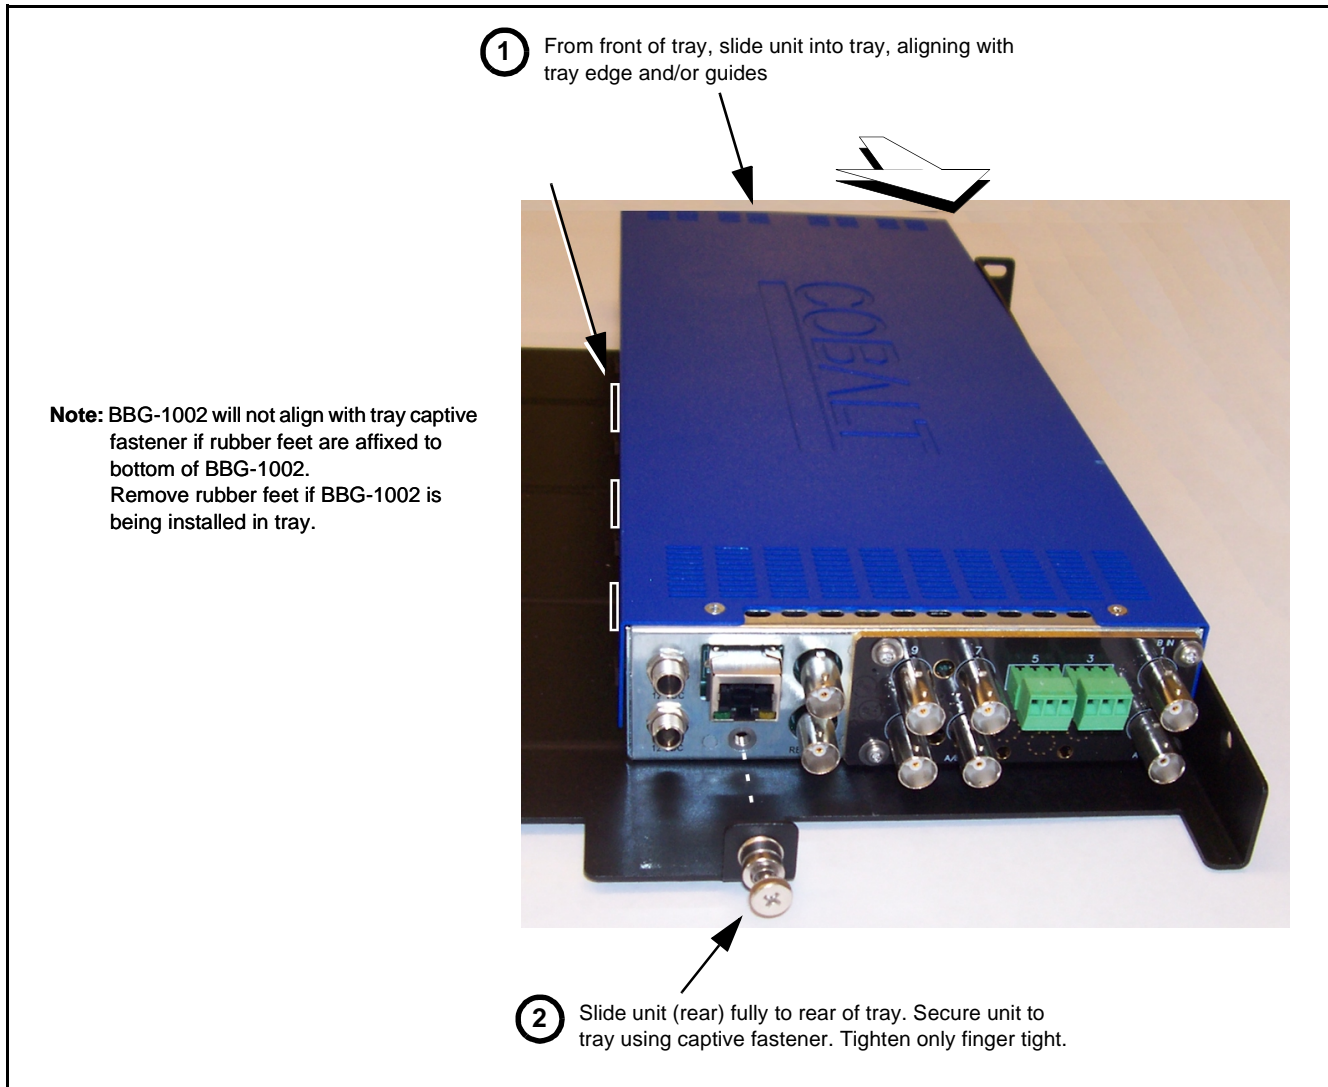 1
From front of tray, slide unit into tray, aligning with
tray edge and/or guides
Note: BBG-1002 will not align with tray captive
fastener if rubber feet are affixed to
bottom of BBG-1002.
Remove rubber feet if BBG-1002 is
being installed in tray.
COBALT
9
7
5
3
1
2
Slide unit (rear) fully to rear of tray. Secure unit to
tray using captive fastener. Tighten only finger tight.